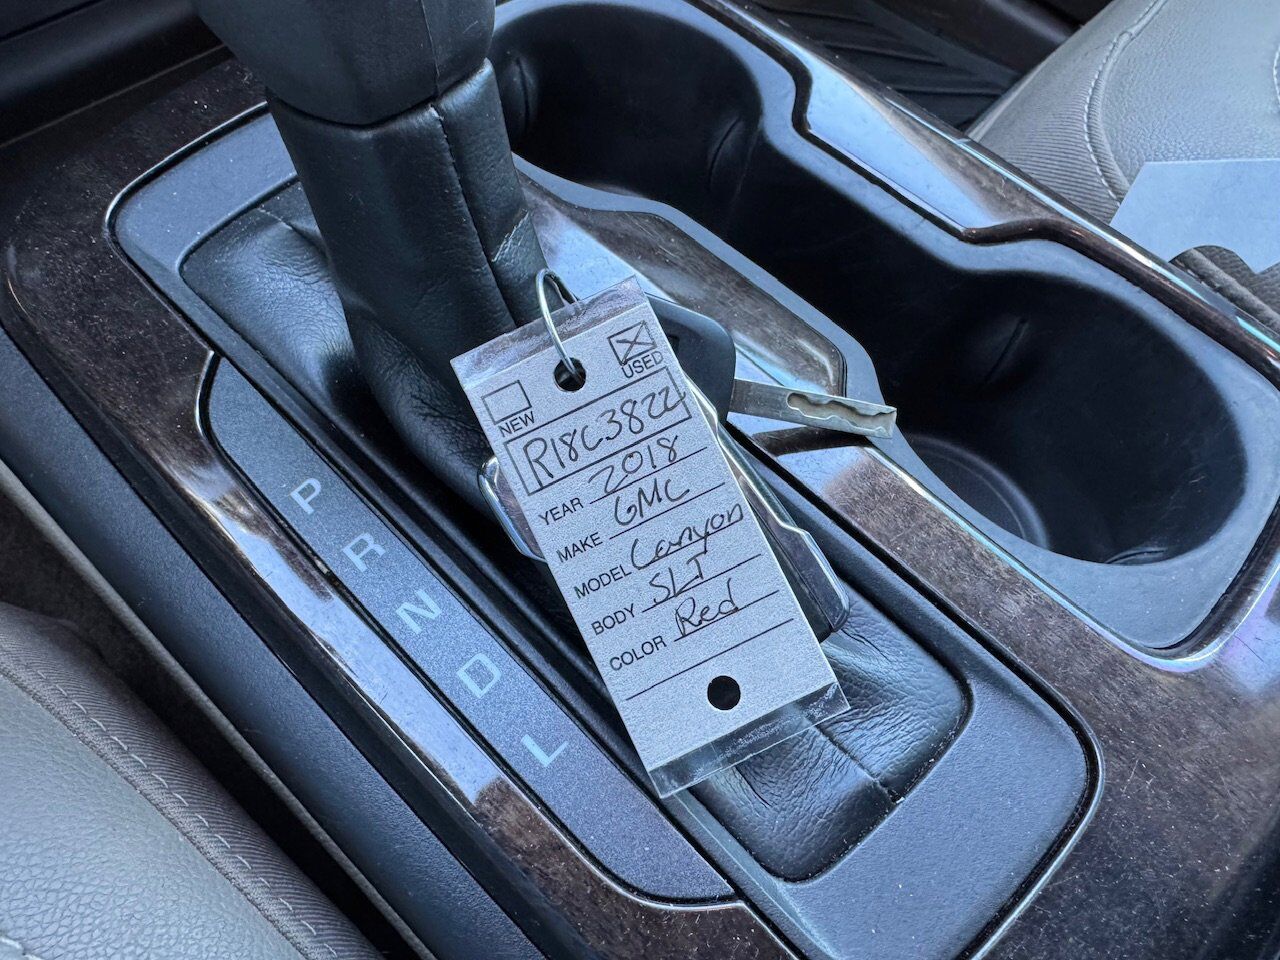 USED
NEW
R18C3822
YEAR 2018
MAKE GMC
MODEL Canyon
BODY SLT
COLOR Red
P
R
N
D
L